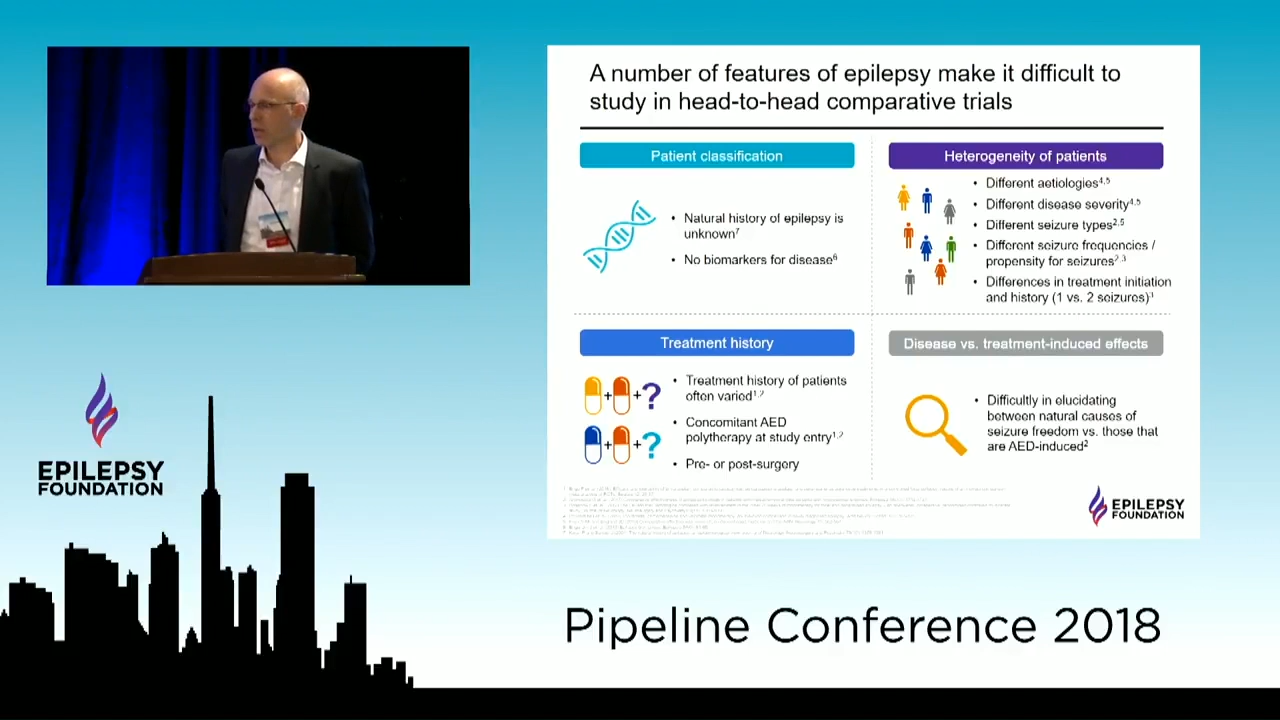 A number of features of epilepsy make it difficult to
study in head-to-head comparative trials
Patient classification
Natural history of epilepsy is
unknown7
No biomarkers for disease6
Heterogeneity of patients
Different aetiologies4,5
Different disease severity4,5
Different seizure types2,5
Different seizure frequencies /
propensity for seizures2,3
Differences in treatment initiation
and history (1 vs. 2 seizures)3
Treatment history
+ + ?
+ + ?
Treatment history of patients
often varied1,2
Concomitant AED
polytherapy at study entry1,2
Pre- or post-surgery
Disease vs. treatment-induced effects
Difficultly in elucidating
between natural causes of
seizure freedom vs. those that
are AED-induced2
EPILEPSY
FOUNDATION
EPILEPSY
FOUNDATION
Pipeline Conference 2018